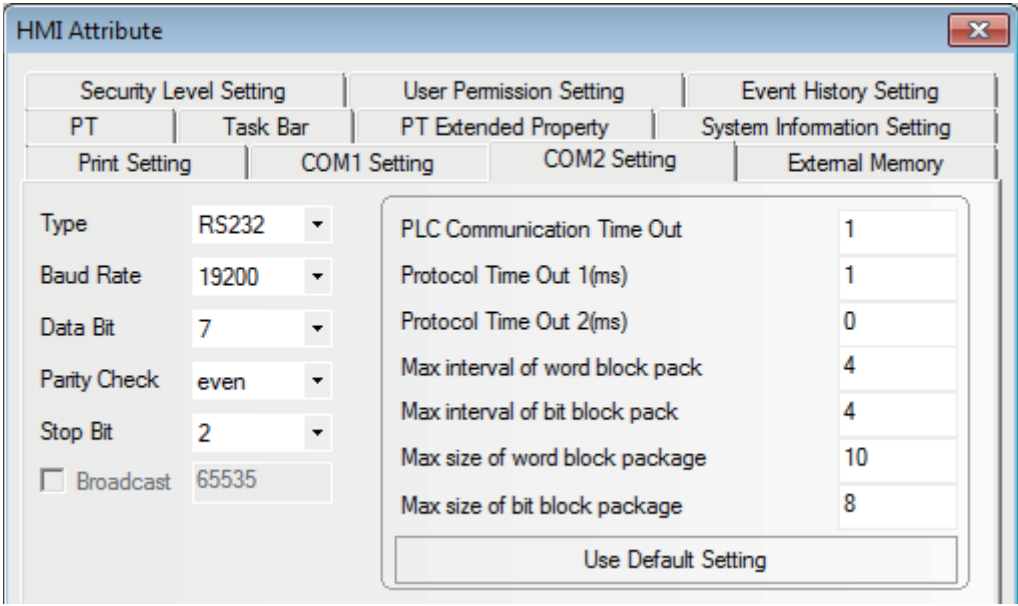 HMI Attribute
Security Level Setting User Permission Setting Event History Setting
PT Task Bar PT Extended Property System Information Setting
Print Setting COM1 Setting COM2 Setting External Memory
Type RS232
Baud Rate 19200
Data Bit 7
Parity Check even
Stop Bit 2
Broadcast 65535
PLC Communication Time Out 1
Protocol Time Out 1(ms) 1
Protocol Time Out 2(ms) 0
Max interval of word block pack 4
Max interval of bit block pack 4
Max size of word block package 10
Max size of bit block package 8
Use Default Setting